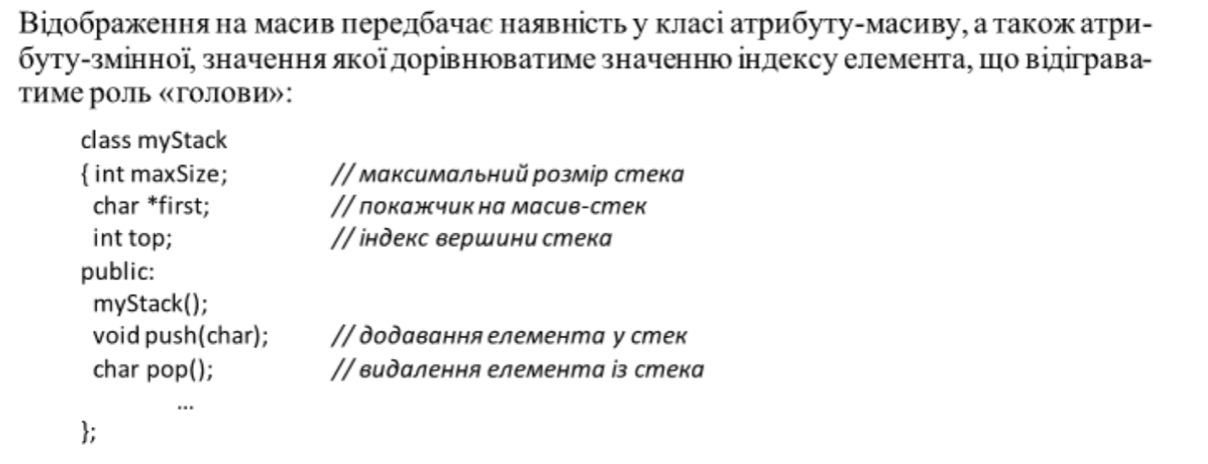 Відображення на масив передбачає наявність у класі атрибуту-масиву, а також атри-
буту-змінної, значення якої дорівнюватиме значенню індексу елемента, що відіграва-
тиме роль «голови»:
class myStack
{ int maxSize; // максимальний розмір стека
char *first; // покажчик на масив-стек
int top; // індекс вершини стека
public:
myStack();
void push(char); // додавання елемента у стек
char pop(); // видалення елемента із стека
...
};